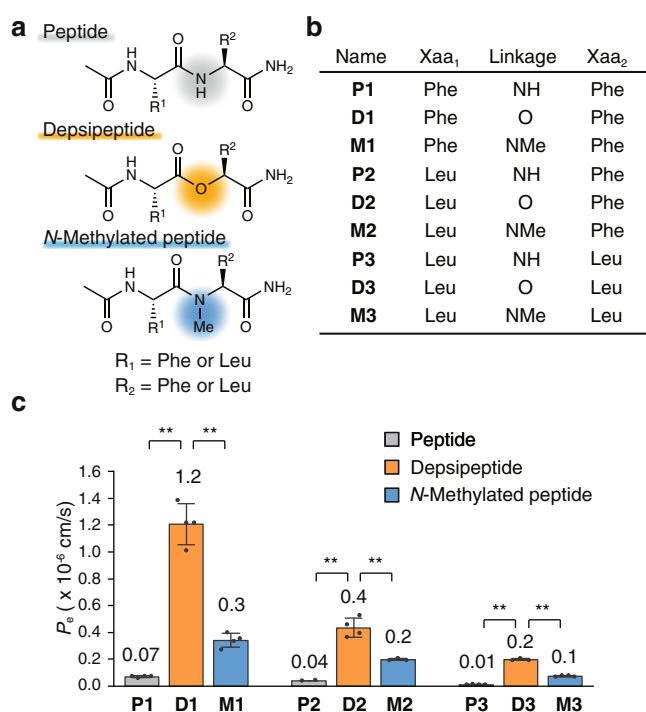 a
Peptide
H
N
O
R1
O
N
H
R2
NH2
O
Depsipeptide
H
N
O
R1
O
O
R2
NH2
O
N-Methylated peptide
H
N
O
R1
O
N
Me
R2
NH2
O
R1 = Phe or Leu
R2 = Phe or Leu
b
Name Xaa1 Linkage Xaa2
P1 Phe NH Phe
D1 Phe O Phe
M1 Phe NMe Phe
P2 Leu NH Phe
D2 Leu O Phe
M2 Leu NMe Phe
P3 Leu NH Leu
D3 Leu O Leu
M3 Leu NMe Leu
c
Peptide
Depsipeptide
N-Methylated peptide
Pe ( x 10-6 cm/s)
1.6
1.4
1.2
1.0
0.8
0.6
0.4
0.2
0.0
** **
0.07 1.2 0.3
** **
0.04 0.4 0.2
** **
0.01 0.2 0.1
P1 D1 M1 P2 D2 M2 P3 D3 M3